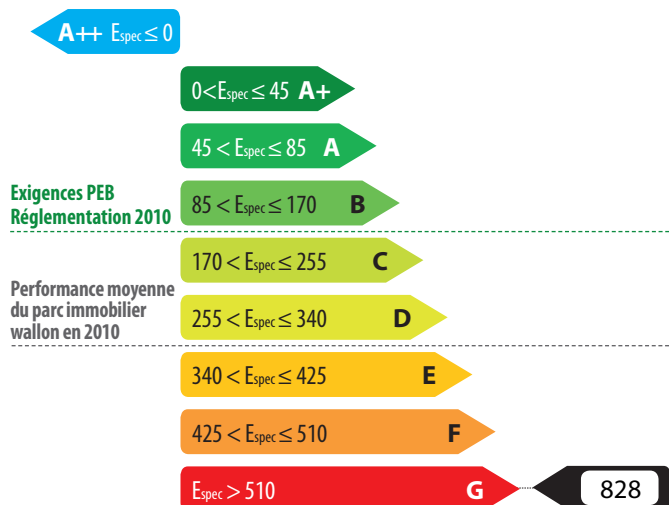 A++ Espec ≤ 0
0<Espec ≤ 45 A+
45 < Espec ≤ 85 A
Exigences PEB
Réglementation 2010
85 < Espec ≤ 170 B
170 < Espec ≤ 255 C
Performance moyenne
du parc immobilier
wallon en 2010
255 < Espec ≤ 340 D
340 < Espec ≤ 425 E
425 < Espec ≤ 510 F
Espec > 510 G 828